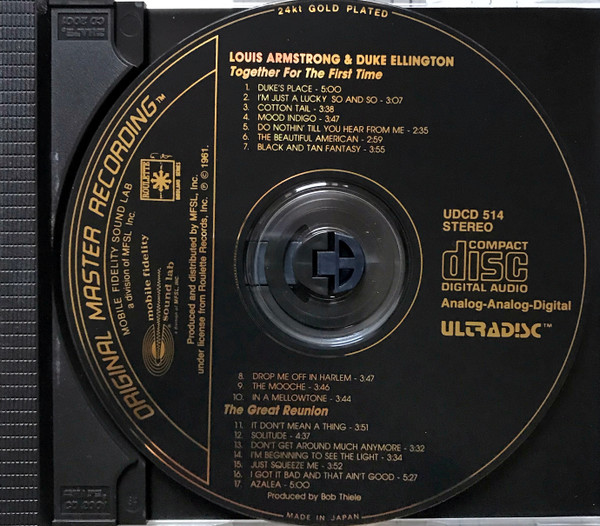 24kt GOLD PLATED
LOUIS ARMSTRONG & DUKE ELLINGTON
Together For The First Time
1. DUKE'S PLACE - 5:00
2. I'M JUST A LUCKY SO AND SO - 3:07
3. COTTON TAIL - 3:38
4. MOOD INDIGO - 3:47
5. DO NOTHIN' TILL YOU HEAR FROM ME - 2:35
6. THE BEAUTIFUL AMERICAN - 2:59
7. BLACK AND TAN FANTASY - 3:55
ORIGINAL MASTER RECORDING™
MOBILE FIDELITY SOUND LAB
a division of MFSL, Inc.
ROULETTE
mobile fidelity
sound lab
Produced and distributed by MFSL, Inc.
under license from Roulette Records, Inc. ℗ © 1961.
UDCD 514
STEREO
COMPACT
disc
DIGITAL AUDIO
Analog-Analog-Digital
ULTRADISC™
8. DROP ME OFF IN HARLEM - 3:47
9. THE MOOCHE - 3:46
10. IN A MELLOWTONE - 3:44
The Great Reunion
11. IT DON'T MEAN A THING - 3:51
12. SOLITUDE - 4:37
13. DON'T GET AROUND MUCH ANYMORE - 3:32
14. I'M BEGINNING TO SEE THE LIGHT - 3:34
15. JUST SQUEEZE ME - 3:52
16. I GOT IT BAD AND THAT AIN'T GOOD - 5:27
17. AZALEA - 5:00
Produced by Bob Thiele
MADE IN JAPAN